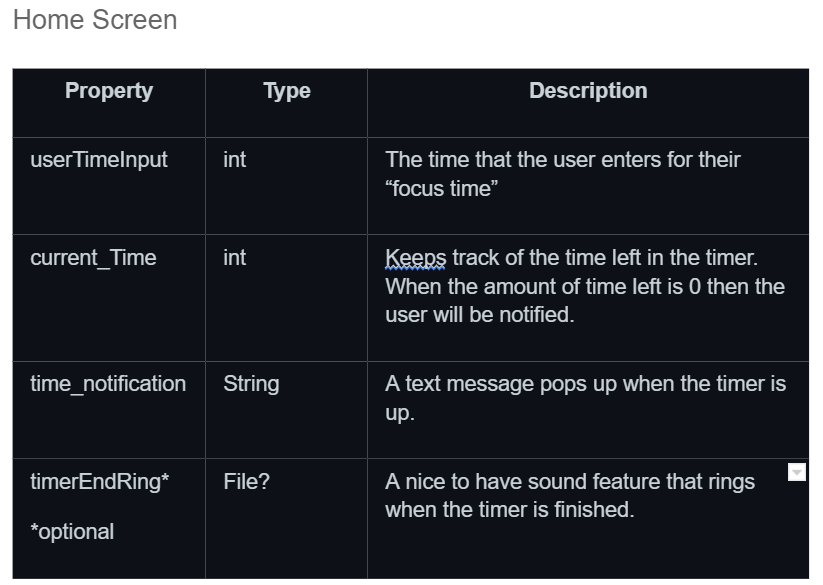 Home Screen
Property Type Description
userTimeInput int The time that the user enters for their
“focus time”
current_Time int Keeps track of the time left in the timer.
When the amount of time left is 0 then the
user will be notified.
time_notification String A text message pops up when the timer is
up.
timerEndRing* File? A nice to have sound feature that rings
when the timer is finished.
*optional